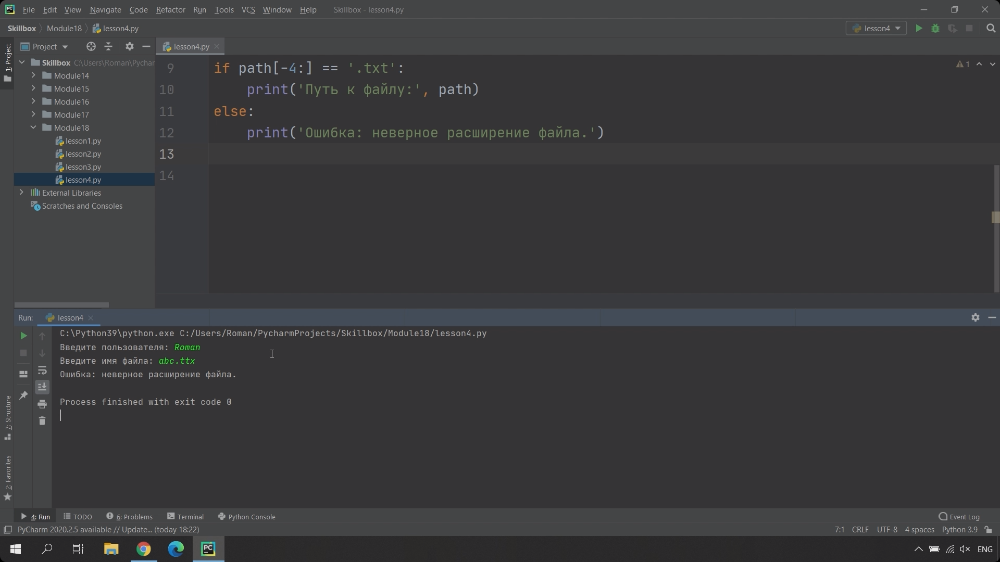 File Edit View Navigate Code Refactor Run Tools VCS Window Help Skillbox - lesson4.py
Skillbox Module18 lesson4.py lesson4
1: Project
Project
lesson4.py
Skillbox C:\Users\Roman\Pychar
Module14
Module15
Module16
Module17
Module18
lesson1.py
lesson2.py
lesson3.py
lesson4.py
External Libraries
Scratches and Consoles
9 if path[-4:] == '.txt':
10 print('Путь к файлу:', path)
11 else:
12 print('Ошибка: неверное расширение файла.')
13
14
1
Run: lesson4
C:\Python39\python.exe C:/Users/Roman/PycharmProjects/Skillbox/Module18/lesson4.py
Введите пользователя: Roman
Введите имя файла: abc.ttx
Ошибка: неверное расширение файла.
Process finished with exit code 0
7: Structure
2: Favorites
4: Run TODO 6: Problems Terminal Python Console Event Log
PyCharm 2020.2.5 available // Update... (today 18:22) 7:1 CRLF UTF-8 4 spaces Python 3.9
PC ENG